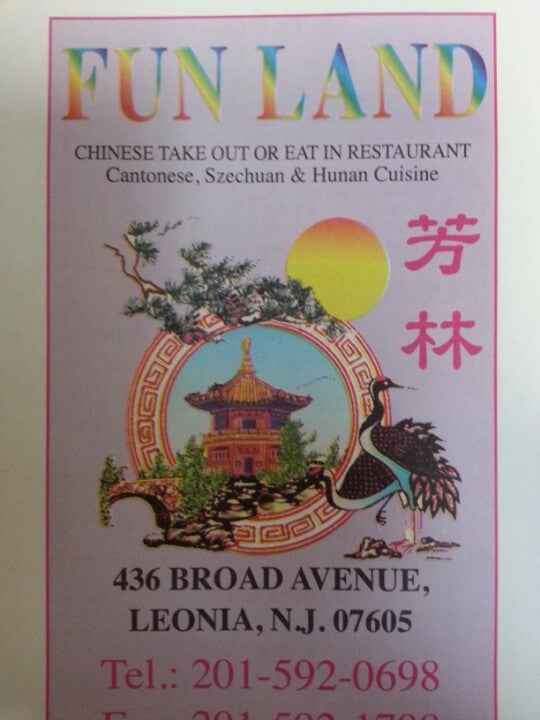 FUN LAND
CHINESE TAKE OUT OR EAT IN RESTAURANT
Cantonese, Szechuan & Hunan Cuisine
芳
林
436 BROAD AVENUE,
LEONIA, N.J. 07605
Tel.: 201-592-0698